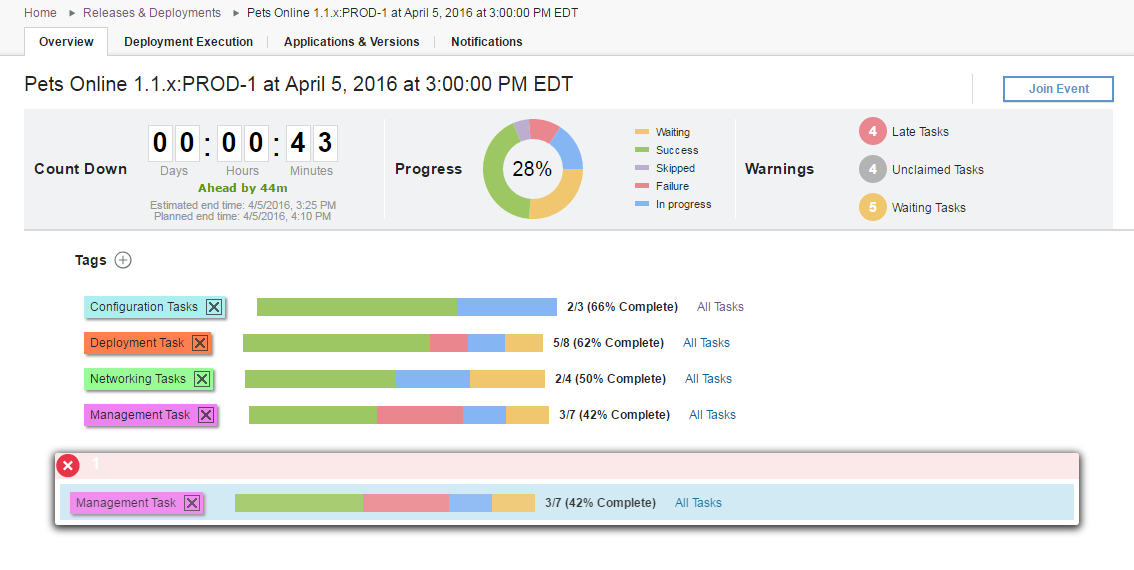 Home ▸ Releases & Deployments ▸ Pets Online 1.1.x:PROD-1 at April 5, 2016 at 3:00:00 PM EDT
Overview Deployment Execution Applications & Versions Notifications
Pets Online 1.1.x:PROD-1 at April 5, 2016 at 3:00:00 PM EDT
Join Event
Count Down
00:00:43
Days Hours Minutes
Ahead by 44m
Estimated end time: 4/5/2016, 3:25 PM
Planned end time: 4/5/2016, 4:10 PM
Progress
28%
Waiting
Success
Skipped
Failure
In progress
Warnings
4 Late Tasks
4 Unclaimed Tasks
5 Waiting Tasks
Tags
Configuration Tasks 2/3 (66% Complete) All Tasks
Deployment Task 5/8 (62% Complete) All Tasks
Networking Tasks 2/4 (50% Complete) All Tasks
Management Task 3/7 (42% Complete) All Tasks
1
Management Task 3/7 (42% Complete) All Tasks